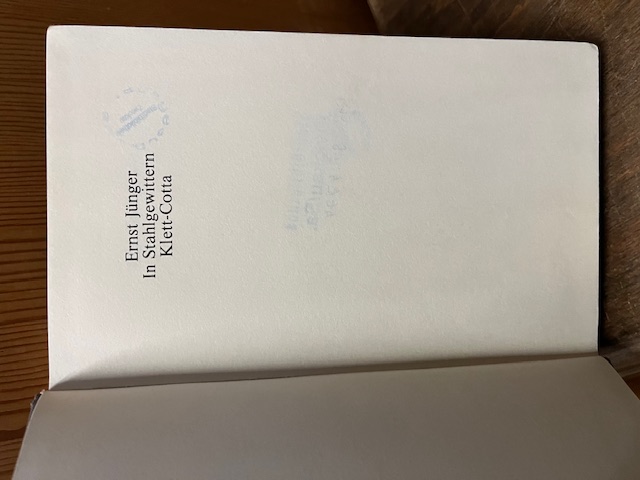 Ernst Jünger
In Stahlgewittern
Klett-Cotta